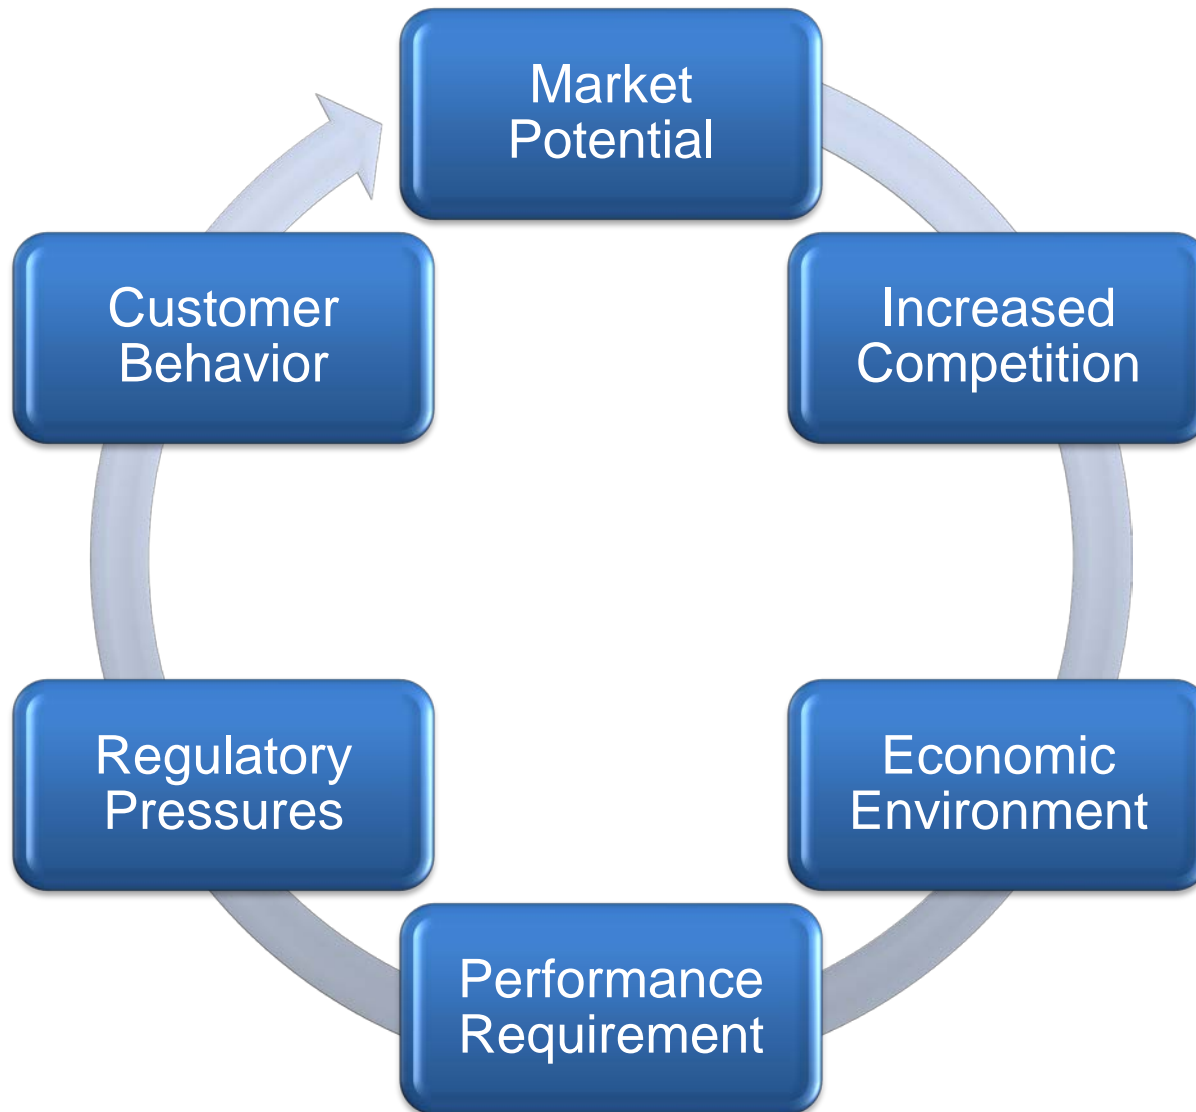 Market
Potential
Increased
Competition
Economic
Environment
Performance
Requirement
Regulatory
Pressures
Customer
Behavior